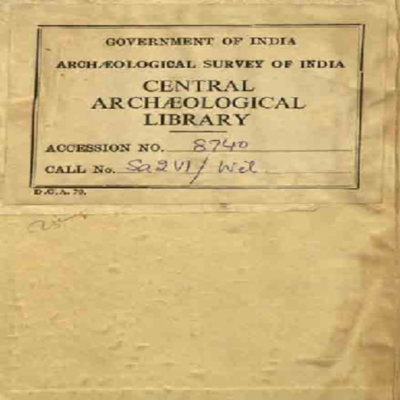 GOVERNMENT OF INDIA
ARCHÆOLOGICAL SURVEY OF INDIA
CENTRAL
ARCHÆOLOGICAL
LIBRARY
ACCESSION NO. 8740
CALL No. Sa2VI/Wil
D.G.A. 79.